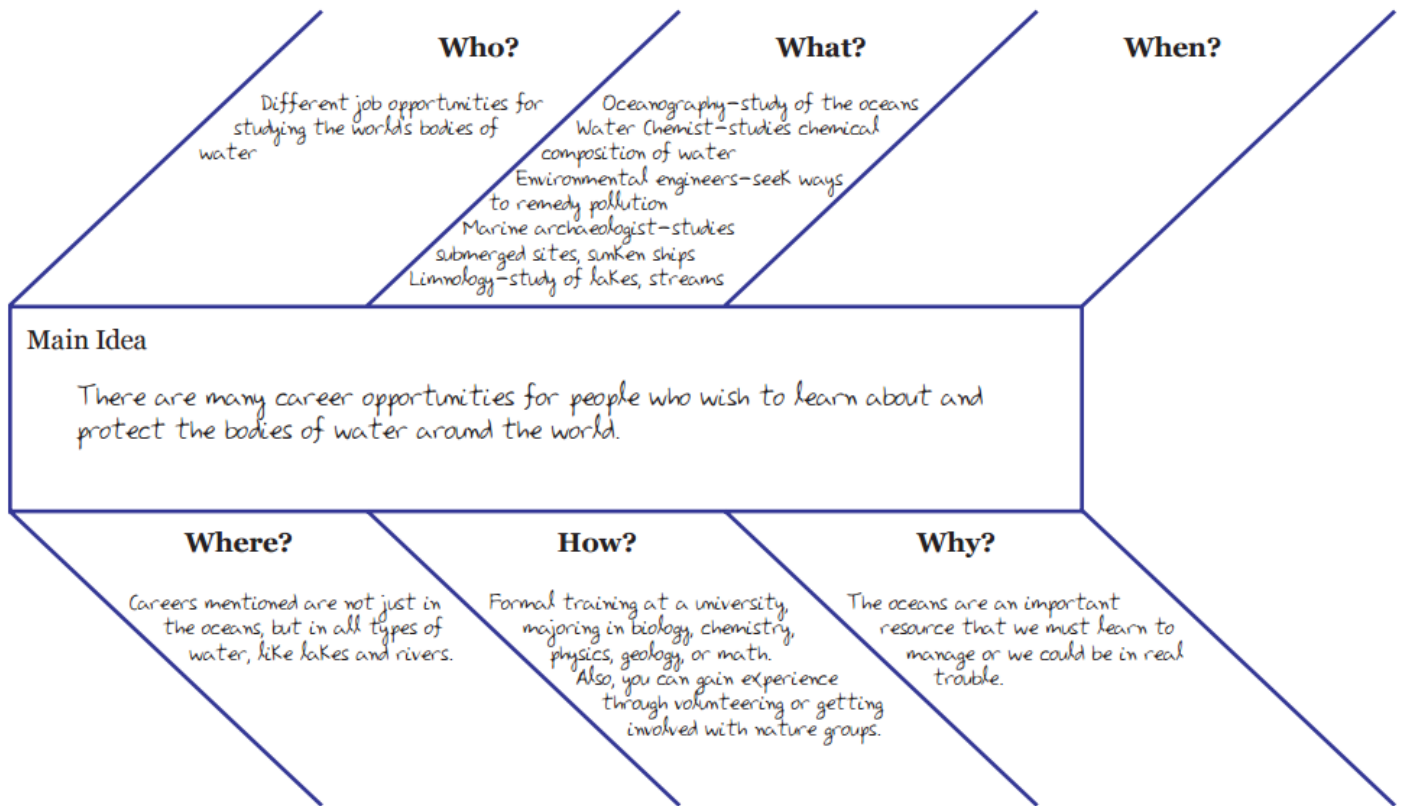 Who?
Different job opportunities for
studying the world's bodies of
water
What?
Oceanography-study of the oceans
Water Chemist-studies chemical
composition of water
Environmental engineers-seek ways
to remedy pollution
Marine archaeologist-studies
submerged sites, sunken ships
Limnology-study of lakes, streams
When?
Main Idea
There are many career opportunities for people who wish to learn about and
protect the bodies of water around the world.
Where?
Careers mentioned are not just in
the oceans, but in all types of
water, like lakes and rivers.
How?
Formal training at a university,
majoring in biology, chemistry,
physics, geology, or math.
Also, you can gain experience
through volunteering or getting
involved with nature groups.
Why?
The oceans are an important
resource that we must learn to
manage or we could be in real
trouble.